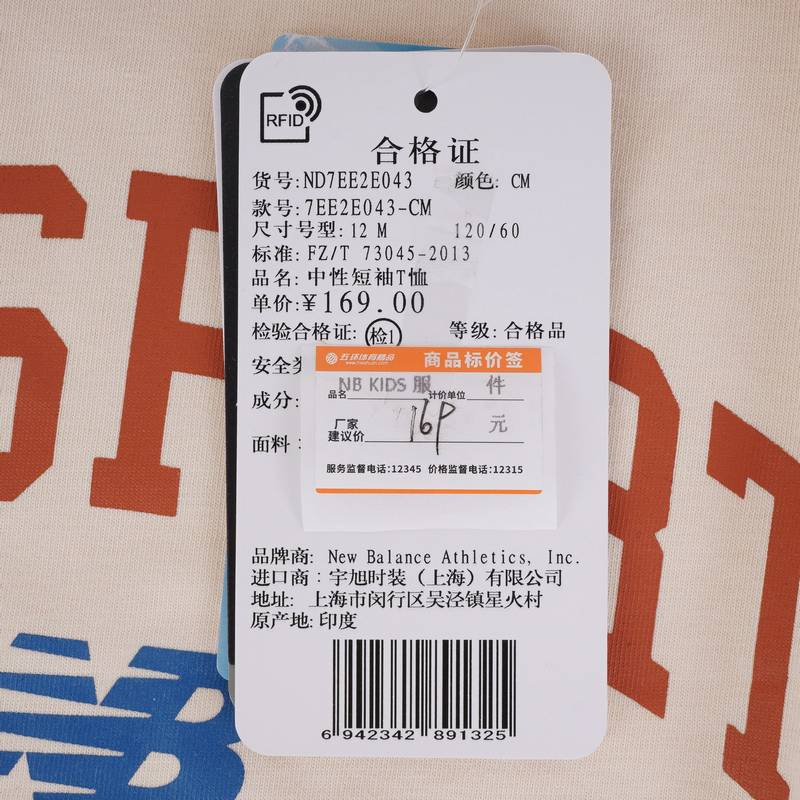 RFID
合格证
货号:ND7EE2E043 颜色: CM
款号:7EE2E043-CM
尺寸号型:12 M 120/60
标准: FZ/T 73045-2013
品名: 中性短袖T恤
单价:¥169.00
检验合格证: 检1 等级: 合格品
安全类
五环体育精品 商品标价签
成分:
NB KIDS 服 件
品名 计价单位
面料:
厂家
建议价 元
服务监督电话:12345 价格监督电话:12315
品牌商: New Balance Athletics, Inc.
进口商: 宇旭时装(上海)有限公司
地址: 上海市闵行区吴泾镇星火村
原产地: 印度
6 942342 891325
SP RT
NB